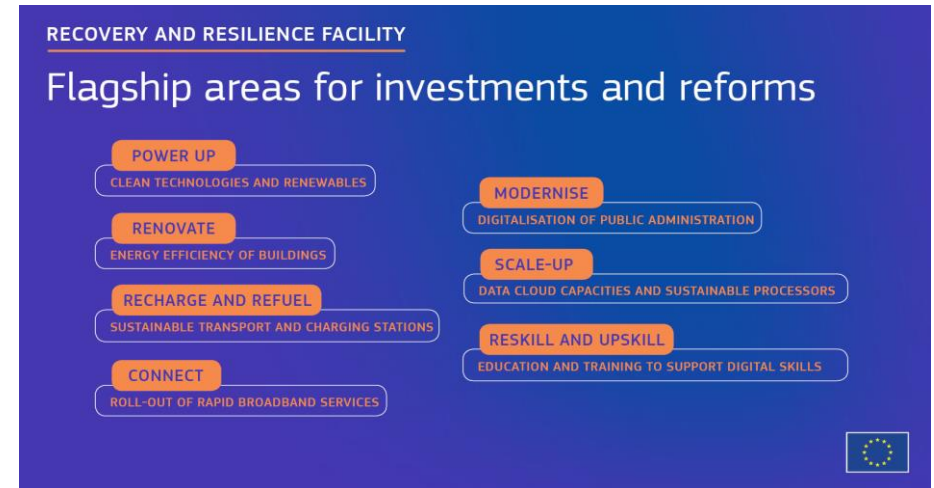 RECOVERY AND RESILIENCE FACILITY
Flagship areas for investments and reforms
POWER UP
CLEAN TECHNOLOGIES AND RENEWABLES
RENOVATE
ENERGY EFFICIENCY OF BUILDINGS
RECHARGE AND REFUEL
SUSTAINABLE TRANSPORT AND CHARGING STATIONS
CONNECT
ROLL-OUT OF RAPID BROADBAND SERVICES
MODERNISE
DIGITALISATION OF PUBLIC ADMINISTRATION
SCALE-UP
DATA CLOUD CAPACITIES AND SUSTAINABLE PROCESSORS
RESKILL AND UPSKILL
EDUCATION AND TRAINING TO SUPPORT DIGITAL SKILLS